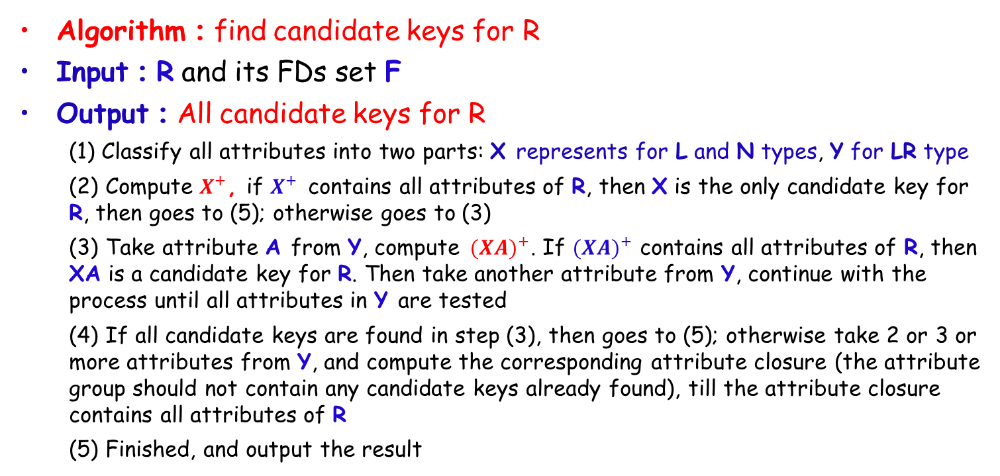 • Algorithm : find candidate keys for R
• Input : R and its FDs set F
• Output : All candidate keys for R
(1) Classify all attributes into two parts: X represents for L and N types, Y for LR type
(2) Compute X⁺, if X⁺ contains all attributes of R, then X is the only candidate key for
R, then goes to (5); otherwise goes to (3)
(3) Take attribute A from Y, compute (XA)⁺. If (XA)⁺ contains all attributes of R, then
XA is a candidate key for R. Then take another attribute from Y, continue with the
process until all attributes in Y are tested
(4) If all candidate keys are found in step (3), then goes to (5); otherwise take 2 or 3 or
more attributes from Y, and compute the corresponding attribute closure (the attribute
group should not contain any candidate keys already found), till the attribute closure
contains all attributes of R
(5) Finished, and output the result